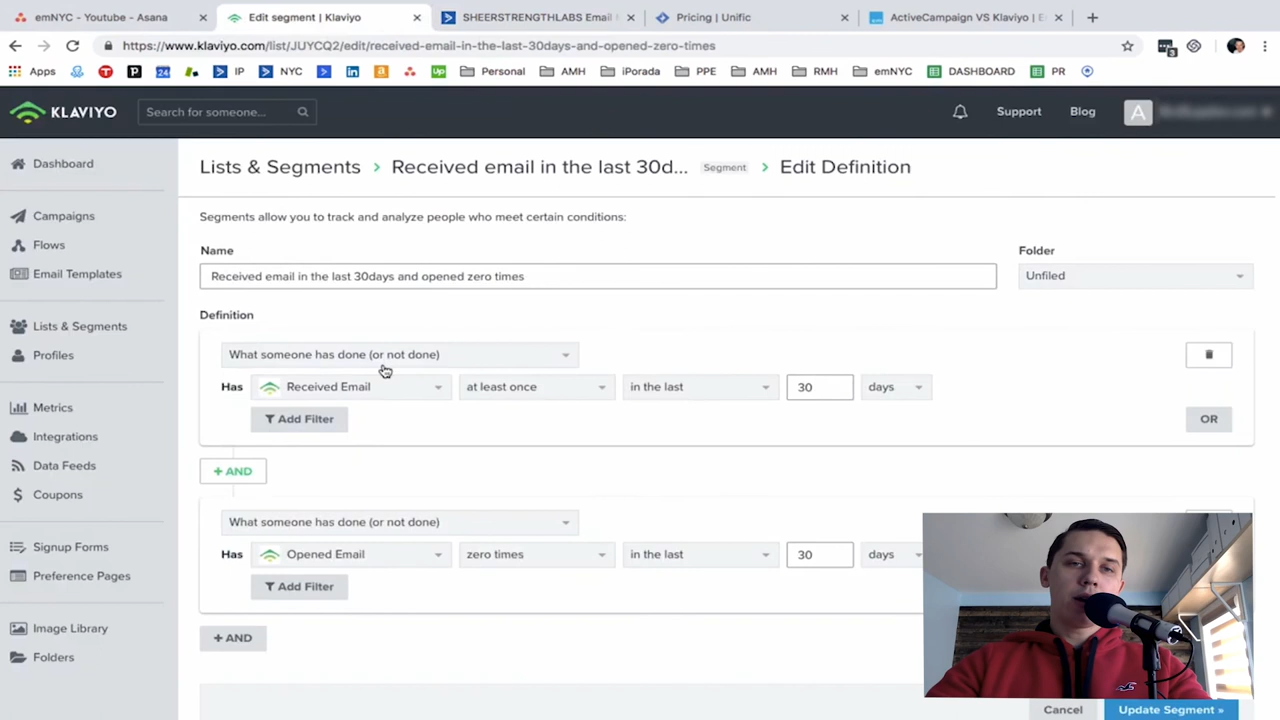 emNYC - Youtube - Asana
Edit segment | Klaviyo
SHEERSTRENGTHLABS Email M
Pricing | Unific
ActiveCampaign VS Klaviyo | E
https://www.klaviyo.com/list/JUYCQ2/edit/received-email-in-the-last-30days-and-opened-zero-times
3
Apps
24
IP
NYC
Personal
AMH
iPorada
PPE
AMH
RMH
emNYC
DASHBOARD
PR
KLAVIYO
Search for someone...
Support
Blog
A
Dashboard
Campaigns
Flows
Email Templates
Lists & Segments
Profiles
Metrics
Integrations
Data Feeds
Coupons
Signup Forms
Preference Pages
Image Library
Folders
Lists & Segments > Received email in the last 30d... Segment > Edit Definition
Segments allow you to track and analyze people who meet certain conditions:
Name
Folder
Received email in the last 30days and opened zero times
Unfiled
Definition
What someone has done (or not done)
Has Received Email at least once in the last 30 days
Add Filter
OR
+ AND
What someone has done (or not done)
Has Opened Email zero times in the last 30 days
Add Filter
+ AND
Cancel
Update Segment »